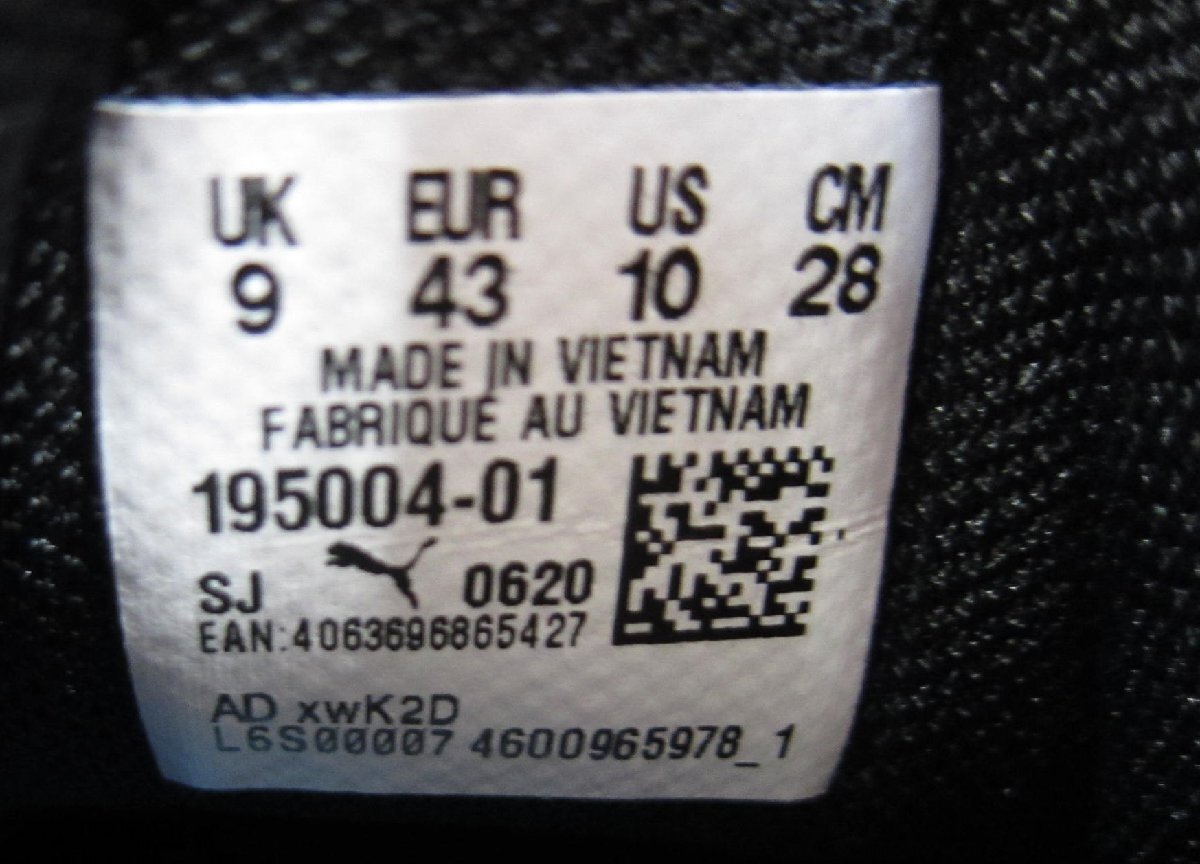 UK EUR US CM
9 43 10 28
MADE IN VIETNAM
FABRIQUE AU VIETNAM
195004-01
SJ 0620
EAN:4063696865427
AD xwK2D
L6S00007 4600965978_1